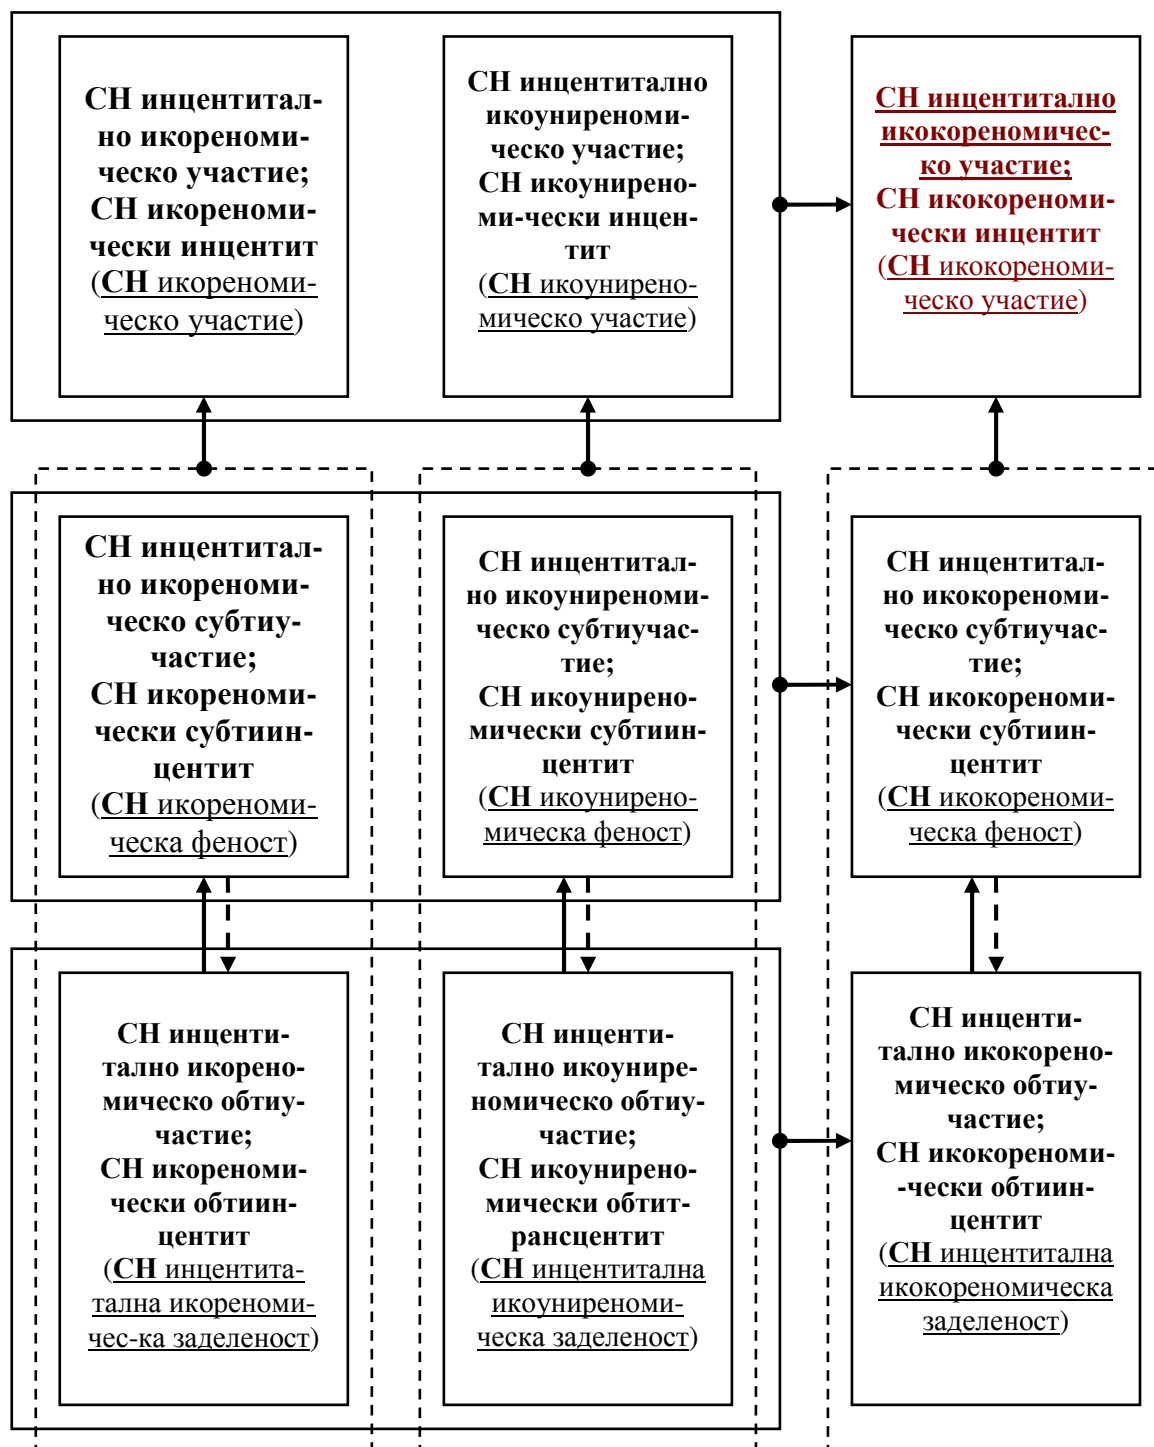 СН инцентитал-
но икореноми-
ческо участие;
СН икореноми-
чески инцентит
(СН икореноми-
ческо участие)
СН инцентитално
икоуниреноми-
ческо участие;
СН икоунирено-
ми-чески инцен-
тит
(СН икоунирено-
мическо участие)
СН инцентитално
икокореномичес-
ко участие;
СН икокореноми-
чески инцентит
(СН икокореноми-
ческо участие)
СН инцентитал-
но икореноми-
ческо субтиу-
частие;
СН икореноми-
чески субтиин-
центит
(СН икореноми-
ческа феност)
СН инцентитал-
но икоуниреноми-
ческо субтиучас-
тие;
СН икоунирено-
мически субтиин-
центит
(СН икоунирено-
мическа феност)
СН инцентитал-
но икокореноми-
ческо субтиучас-
тие;
СН икокореноми-
чески субтиин-
центит
(СН икокореноми-
ческа феност)
СН инценти-
тално икорено-
мическо обтиу-
частие;
СН икореноми-
чески обтиин-
центит
(СН инцентита-
тална икореноми-
чес-ка заделеност)
СН инценти-
тално икоунире-
номическо обтиу-
частие;
СН икоунирено-
мически обтит-
рансцентит
(СН инцентитална
икоуниреноми-
ческа заделеност)
СН инценти-
тално икокорено-
мическо обтиу-
частие;
СН икокореноми-
-чески обтиин-
центит
(СН инцентитална
икокореномическа
заделеност)